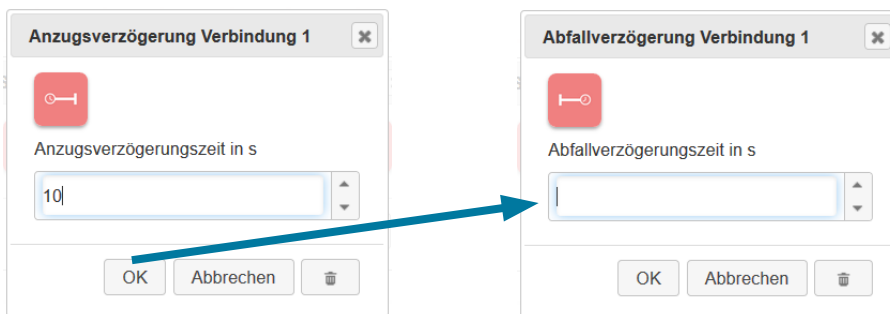 Anzugsverzögerung Verbindung 1
Anzugsverzögerungszeit in s
10
OK Abbrechen
Abfallverzögerung Verbindung 1
Abfallverzögerungszeit in s
OK Abbrechen